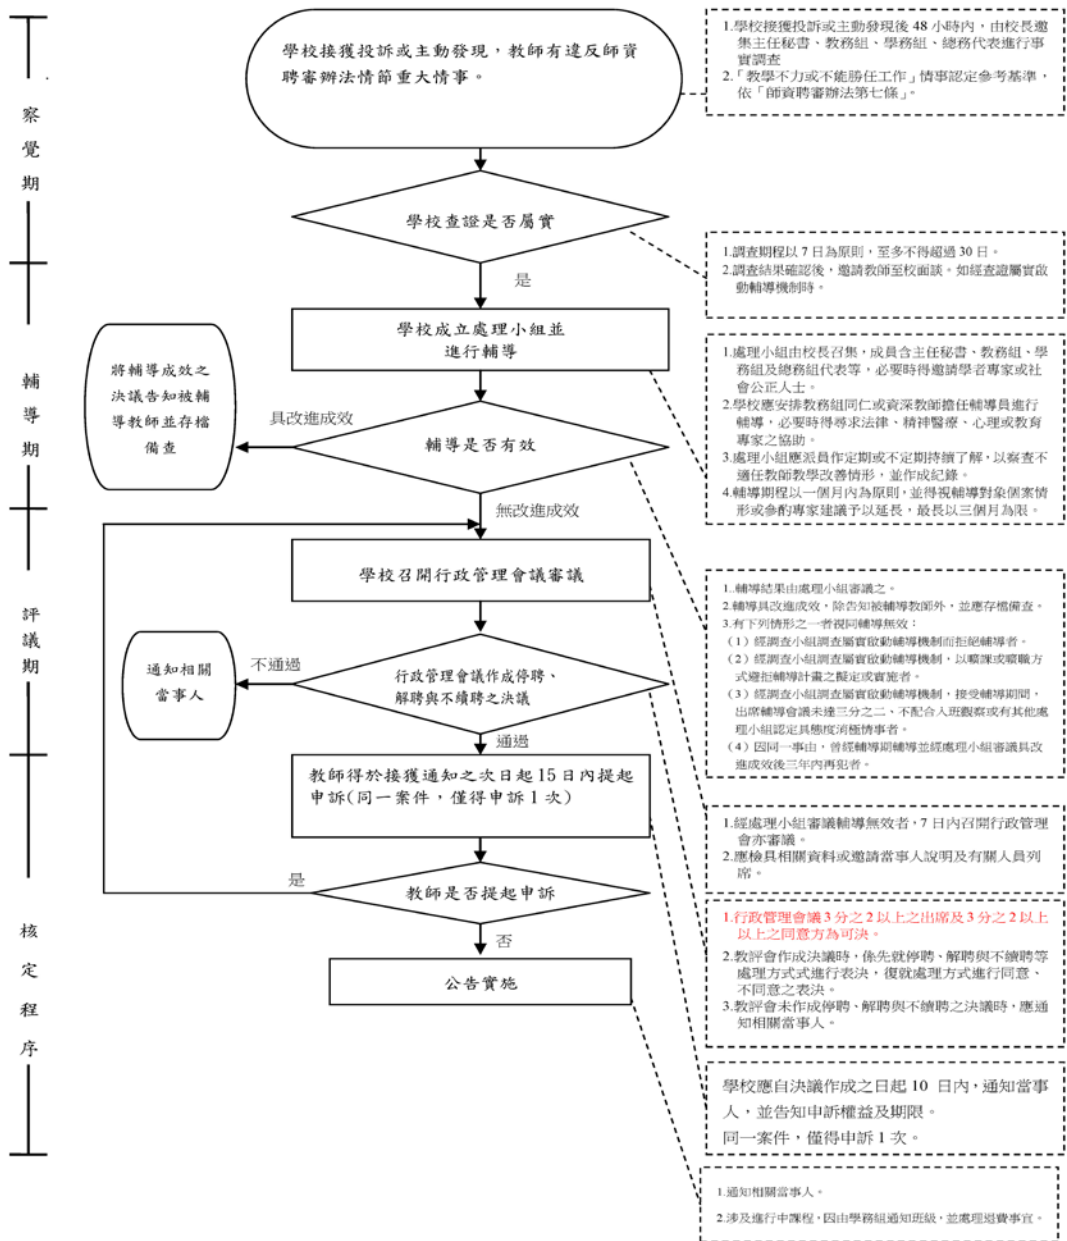 察覺期
學校接獲投訴或主動發現，教師有違反師資
聘審辦法情節重大情事。
1.學校接獲投訴或主動發現後 48 小時內，由校長邀
集主任秘書、教務組、學務組、總務代表進行事
實調查
2.「教學不力或不能勝任工作」情事認定參考基準，
依「師資聘審辦法第七條」。
學校查證是否屬實
1.調查期程以 7 日為原則，至多不得超過 30 日。
2.調查結果確認後，邀請教師至校面談。如經查證屬實啟
動輔導機制時。
是
輔導期
學校成立處理小組並
進行輔導
1.處理小組由校長召集，成員含主任秘書、教務組、學
務組及總務組代表等，必要時得邀請學者專家或社
會公正人士。
2.學校應安排教務組同仁或資深教師擔任輔導員進行
輔導，必要時得尋求法律、精神醫療、心理或教育
專家之協助。
3.處理小組應派員作定期或不定期持續了解，以察查不
適任教師教學改善情形，並作成紀錄。
4.輔導期程以一個月內為原則，並得視輔導對象個案情
形或參酌專家建議予以延長，最長以三個月為限。
將輔導成效之
決議告知被輔
導教師並存檔
備查
具改進成效
輔導是否有效
無改進成效
評議期
學校召開行政管理會議審議
1..輔導結果由處理小組審議之。
2.輔導具改進成效，除告知被輔導教師外，並應存檔備查。
3.有下列情形之一者視同輔導無效：
（1）經調查小組調查屬實啟動輔導機制而拒絕輔導者。
（2）經調查小組調查屬實啟動輔導機制，以曠課或曠職方
式避拒輔導計畫之擬定或實施者。
（3）經調查小組調查屬實啟動輔導機制，接受輔導期間，
出席輔導會議未達三分之二、不配合入班觀察或有其他處
理小組認定具態度消極情事者。
（4）因同一事由，曾經輔導期輔導並經處理小組審議具改
進成效後三年內再犯者。
通知相關
當事人
不通過
行政管理會議作成停聘、
解聘與不續聘之決議
通過
教師得於接獲通知之次日起 15 日內提起
申訴(同一案件，僅得申訴 1 次)
1.經處理小組審議輔導無效者，7 日內召開行政管理
會亦審議。
2.應檢具相關資料或邀請當事人說明及有關人員列
席。
是
教師是否提起申訴
否
核定程序
1.行政管理會議 3 分之 2 以上之出席及 3 分之 2 以上
以上之同意方為可決。
2.教評會作成決議時，係先就停聘、解聘與不續聘等
處理方式式進行表決，復就處理方式進行同意、
不同意之表決。
3.教評會未作成停聘、解聘與不續聘之決議時，應通
知相關當事人。
公告實施
學校應自決議作成之日起 10 日內，通知當事
人，並告知申訴權益及期限。
同一案件，僅得申訴 1 次。
1.通知相關當事人。
2.涉及進行中課程，因由學務組通知班級，並處理退費事宜。